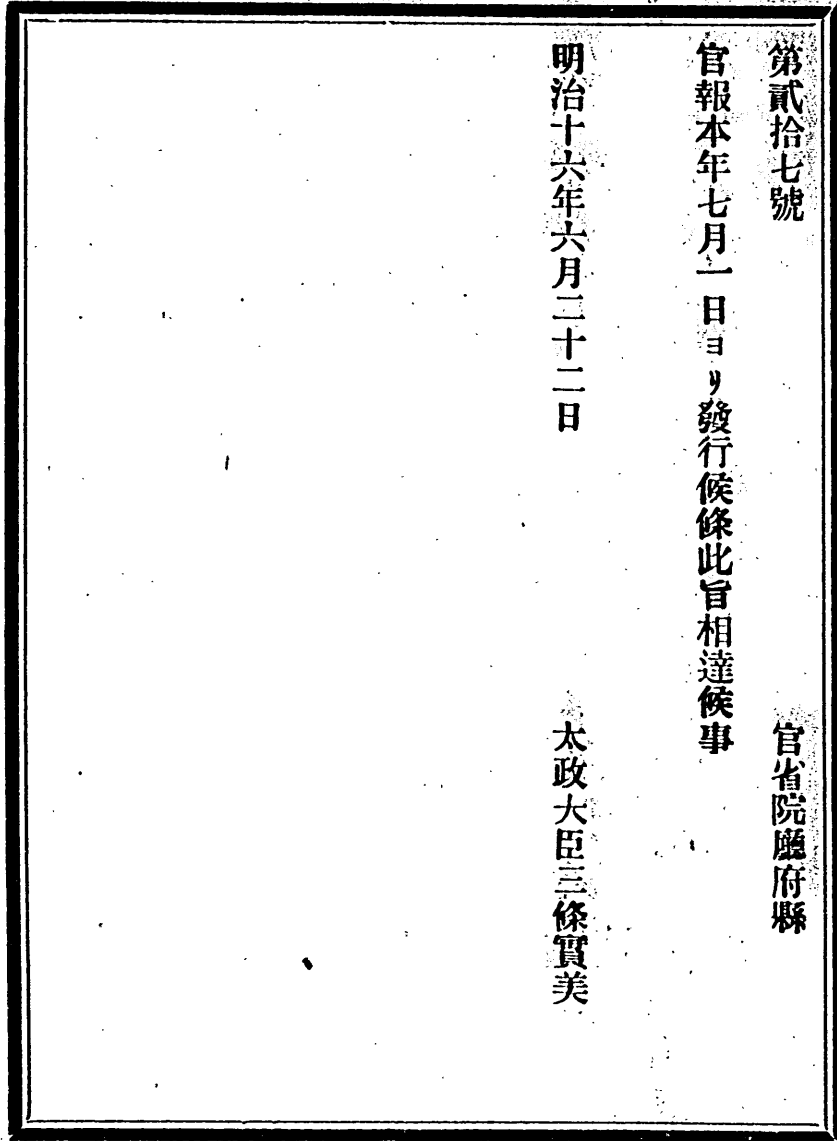 第貳拾七號 官省院廳府縣
官報本年七月一日ヨリ發行候條此旨相達候事
明治十六年六月二十二日 太政大臣三條實美